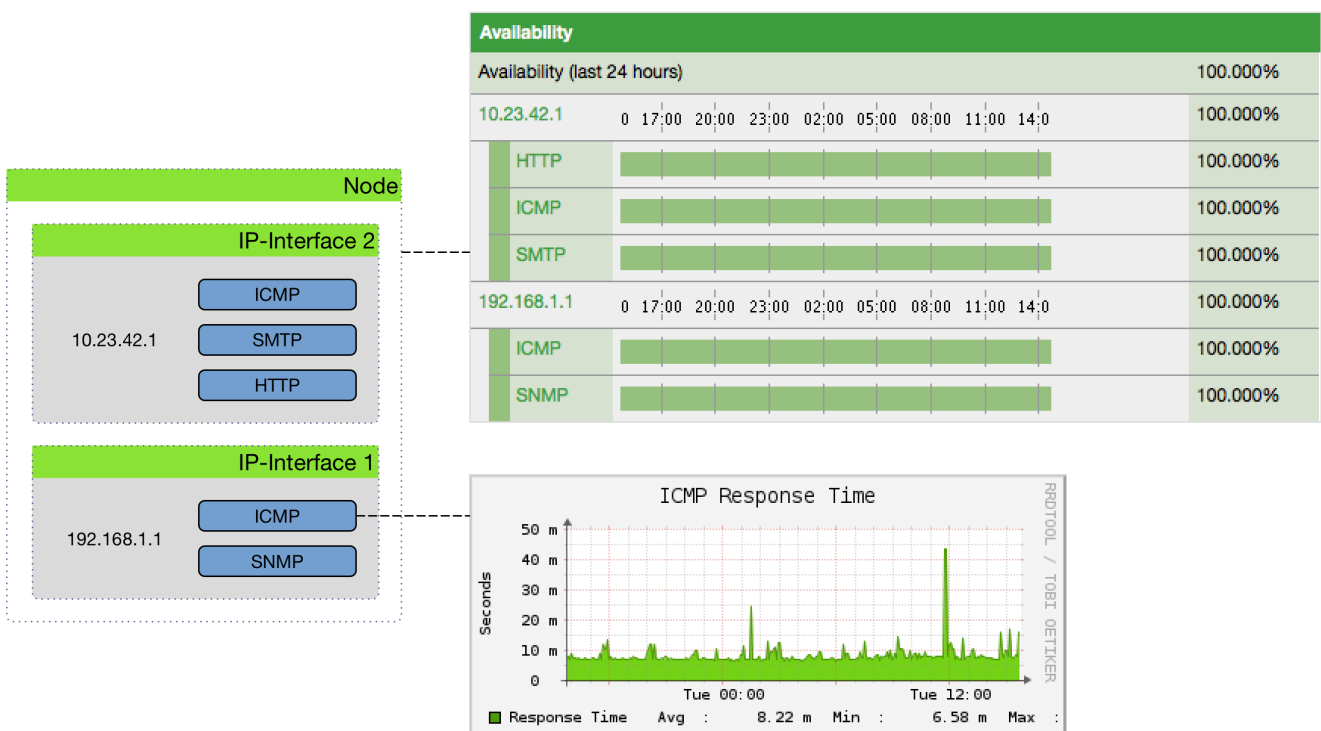 Availability
Availability (last 24 hours) 100.000%
10.23.42.1 0 17:00 20:00 23:00 02:00 05:00 08:00 11:00 14:0 100.000%
HTTP 100.000%
ICMP 100.000%
SMTP 100.000%
192.168.1.1 0 17:00 20:00 23:00 02:00 05:00 08:00 11:00 14:0 100.000%
ICMP 100.000%
SNMP 100.000%
Node
IP-Interface 2
10.23.42.1
ICMP
SMTP
HTTP
IP-Interface 1
192.168.1.1
ICMP
SNMP
ICMP Response Time
RRDTOOL / TOBI OETIKER
Seconds
50 m
40 m
30 m
20 m
10 m
0
Tue 00:00 Tue 12:00
Response Time Avg : 8.22 m Min : 6.58 m Max :